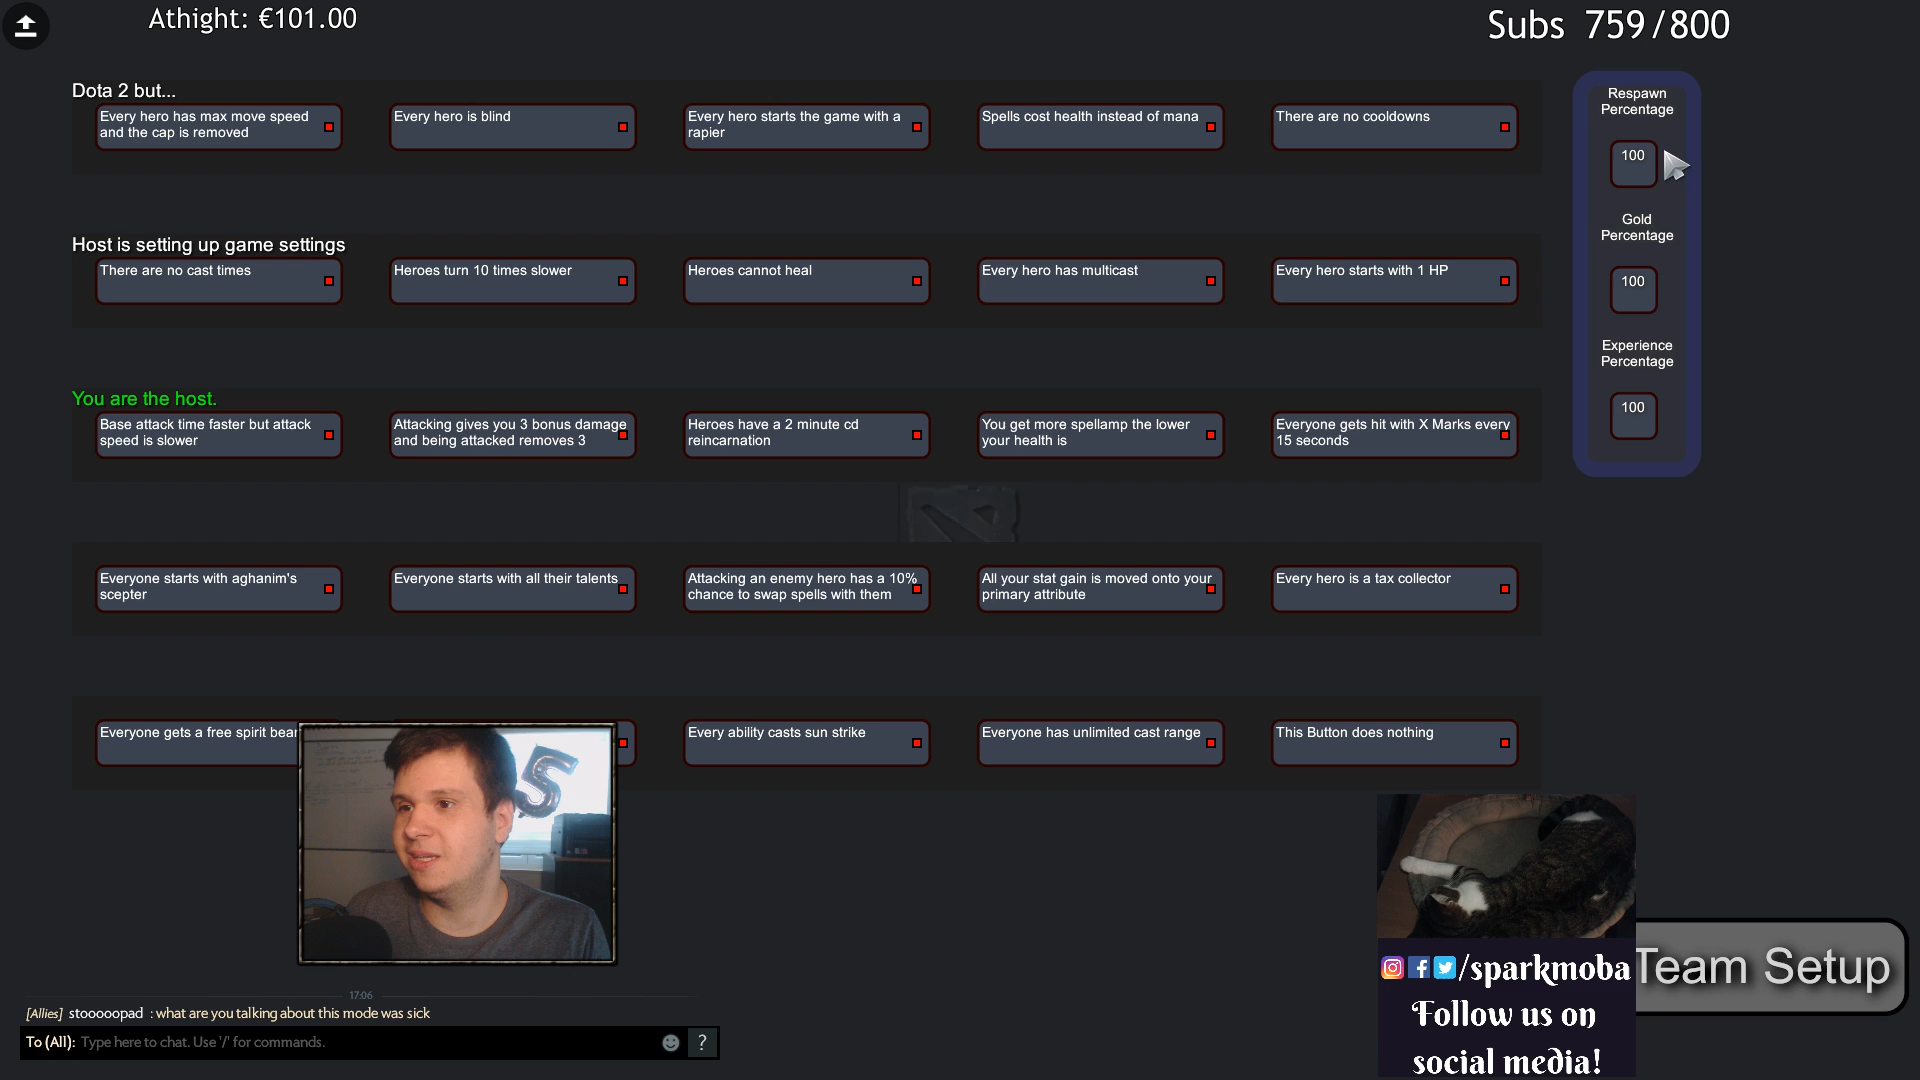 Athight: €101.00
Subs 759/800
Dota 2 but...
Every hero has max move speed
and the cap is removed
Every hero is blind
Every hero starts the game with a
rapier
Spells cost health instead of mana
There are no cooldowns
Host is setting up game settings
There are no cast times
Heroes turn 10 times slower
Heroes cannot heal
Every hero has multicast
Every hero starts with 1 HP
You are the host.
Base attack time faster but attack
speed is slower
Attacking gives you 3 bonus damage
and being attacked removes 3
Heroes have a 2 minute cd
reincarnation
You get more spellamp the lower
your health is
Everyone gets hit with X Marks every
15 seconds
Everyone starts with aghanim's
scepter
Everyone starts with all their talents
Attacking an enemy hero has a 10%
chance to swap spells with them
All your stat gain is moved onto your
primary attribute
Every hero is a tax collector
Everyone gets a free spirit bear
Every ability casts sun strike
Everyone has unlimited cast range
This Button does nothing
Respawn
Percentage
100
Gold
Percentage
100
Experience
Percentage
100
5
/sparkmoba
Follow us on
social media!
Team Setup
17:06
[Allies] stooooopad : what are you talking about this mode was sick
To (All): Type here to chat. Use '/' for commands.
?